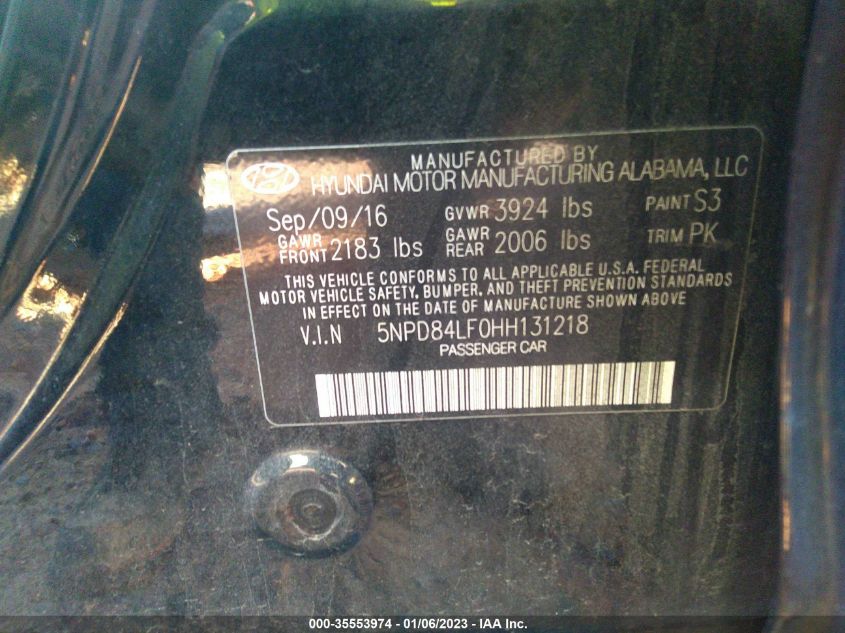 MANUFACTURED BY
HYUNDAI MOTOR MANUFACTURING ALABAMA, LLC
Sep/09/16 GVWR 3924 lbs PAINT S3
GAWR FRONT 2183 lbs GAWR REAR 2006 lbs TRIM PK
THIS VEHICLE CONFORMS TO ALL APPLICABLE U.S.A. FEDERAL
MOTOR VEHICLE SAFETY, BUMPER, AND THEFT PREVENTION STANDARDS
IN EFFECT ON THE DATE OF MANUFACTURE SHOWN ABOVE
V.I.N 5NPD84LF0HH131218
PASSENGER CAR
000-35553974 | 01/06/2023 - IAA Inc.